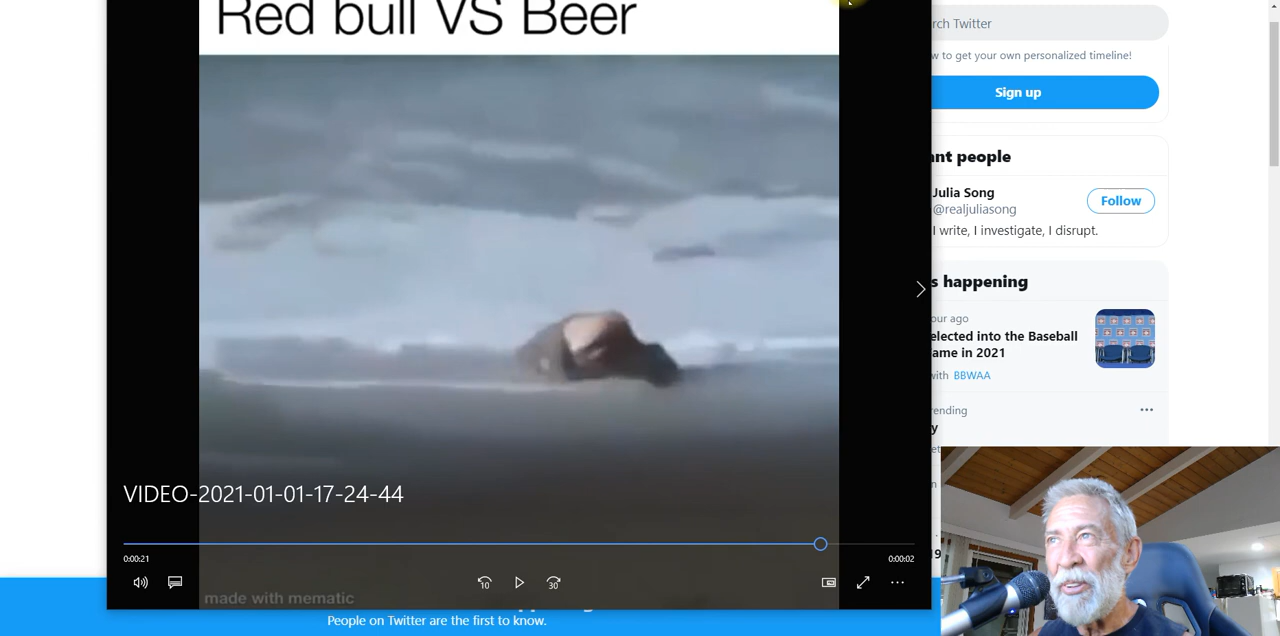 Red bull VS Beer
rch Twitter
w to get your own personalized timeline!
Sign up
ant people
Julia Song
@realjuliasong
Follow
I write, I investigate, I disrupt.
s happening
our ago
elected into the Baseball
ame in 2021
with BBWAA
rending
y
VIDEO-2021-01-01-17-24-44
0:00:21
0:00:02
10
30
made with mematic
People on Twitter are the first to know.